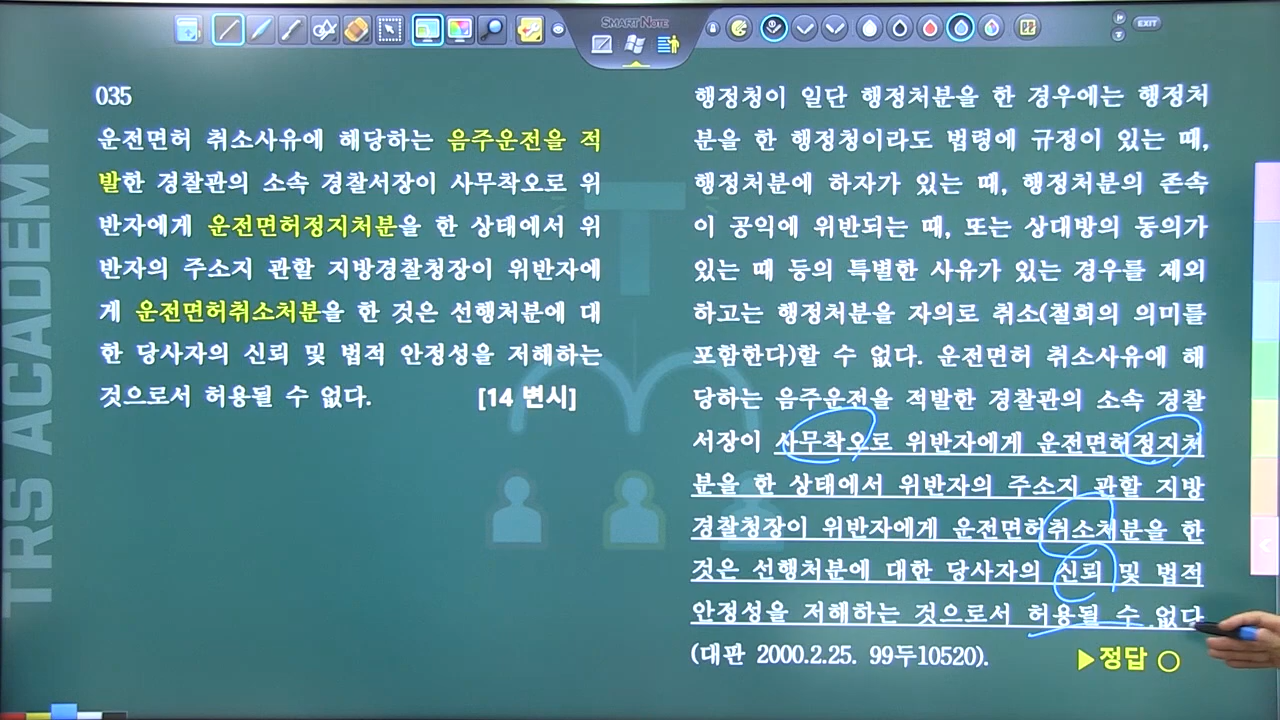 SMART NOTE
EXIT
TRS ACADEMY
035
운전면허 취소사유에 해당하는 음주운전을 적
발한 경찰관의 소속 경찰서장이 사무착오로 위
반자에게 운전면허정지처분을 한 상태에서 위
반자의 주소지 관할 지방경찰청장이 위반자에
게 운전면허취소처분을 한 것은 선행처분에 대
한 당사자의 신뢰 및 법적 안정성을 저해하는
것으로서 허용될 수 없다. [14 변시]
행정청이 일단 행정처분을 한 경우에는 행정처
분을 한 행정청이라도 법령에 규정이 있는 때,
행정처분에 하자가 있는 때, 행정처분의 존속
이 공익에 위반되는 때, 또는 상대방의 동의가
있는 때 등의 특별한 사유가 있는 경우를 제외
하고는 행정처분을 자의로 취소(철회의 의미를
포함한다)할 수 없다. 운전면허 취소사유에 해
당하는 음주운전을 적발한 경찰관의 소속 경찰
서장이 사무착오로 위반자에게 운전면허정지처
분을 한 상태에서 위반자의 주소지 관할 지방
경찰청장이 위반자에게 운전면허취소처분을 한
것은 선행처분에 대한 당사자의 신뢰 및 법적
안정성을 저해하는 것으로서 허용될 수 없다
(대판 2000.2.25. 99두10520).
▶정답 ○